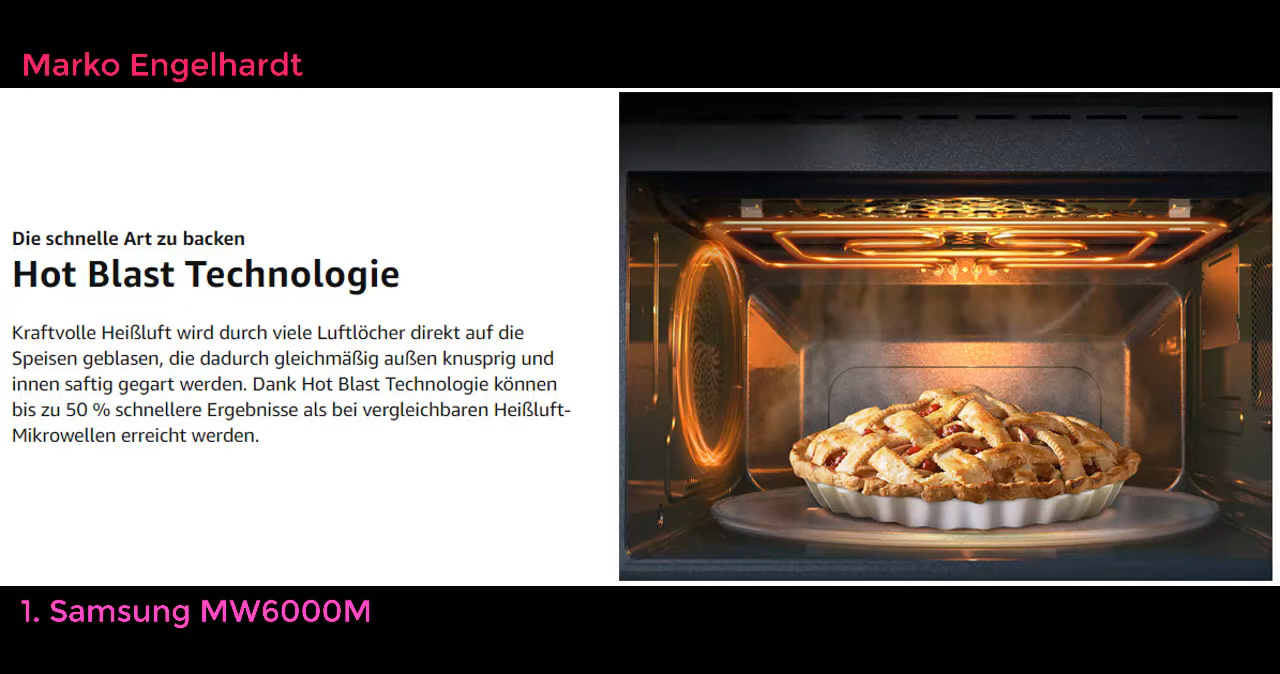 Marko Engelhardt
Die schnelle Art zu backen
Hot Blast Technologie
Kraftvolle Heißluft wird durch viele Luftlöcher direkt auf die
Speisen geblasen, die dadurch gleichmäßig außen knusprig und
innen saftig gegart werden. Dank Hot Blast Technologie können
bis zu 50 % schnellere Ergebnisse als bei vergleichbaren Heißluft-
Mikrowellen erreicht werden.
1. Samsung MW6000M